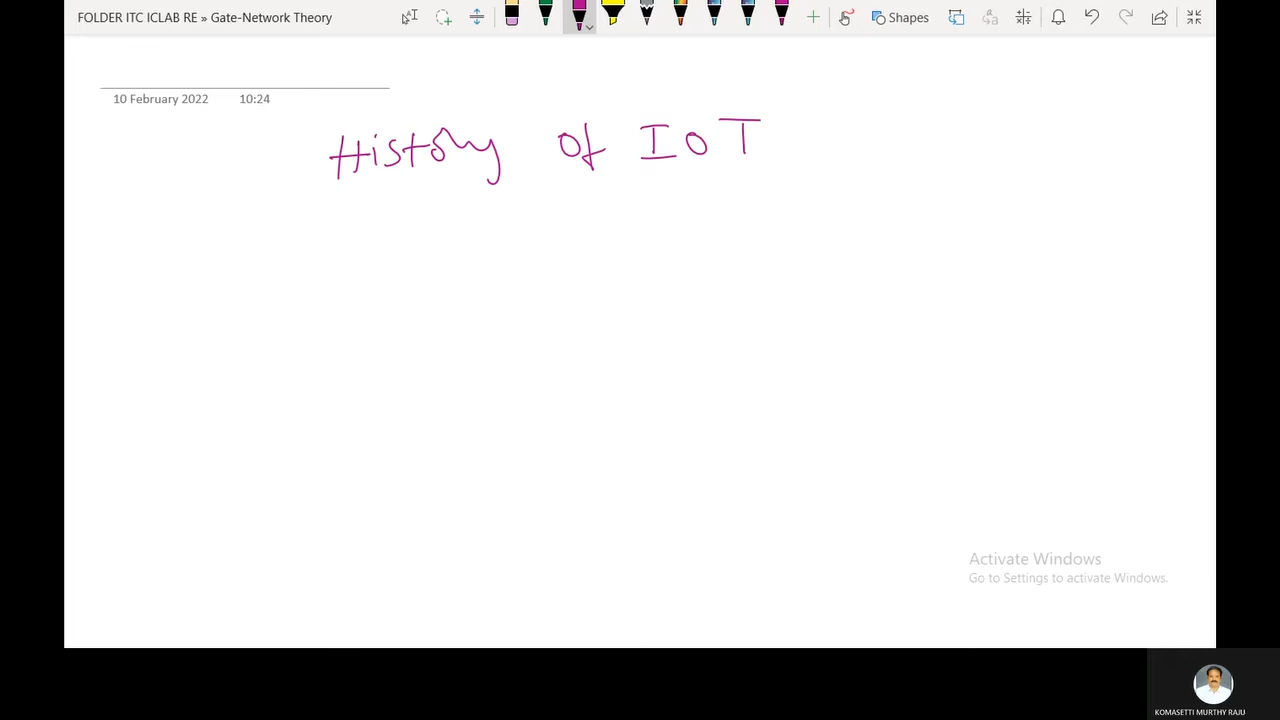 FOLDER ITC ICLAB RE » Gate-Network Theory
Shapes
10 February 2022 10:24
History of IoT
Activate Windows
Go to Settings to activate Windows.
KOMASETTI MURTHY RAJU